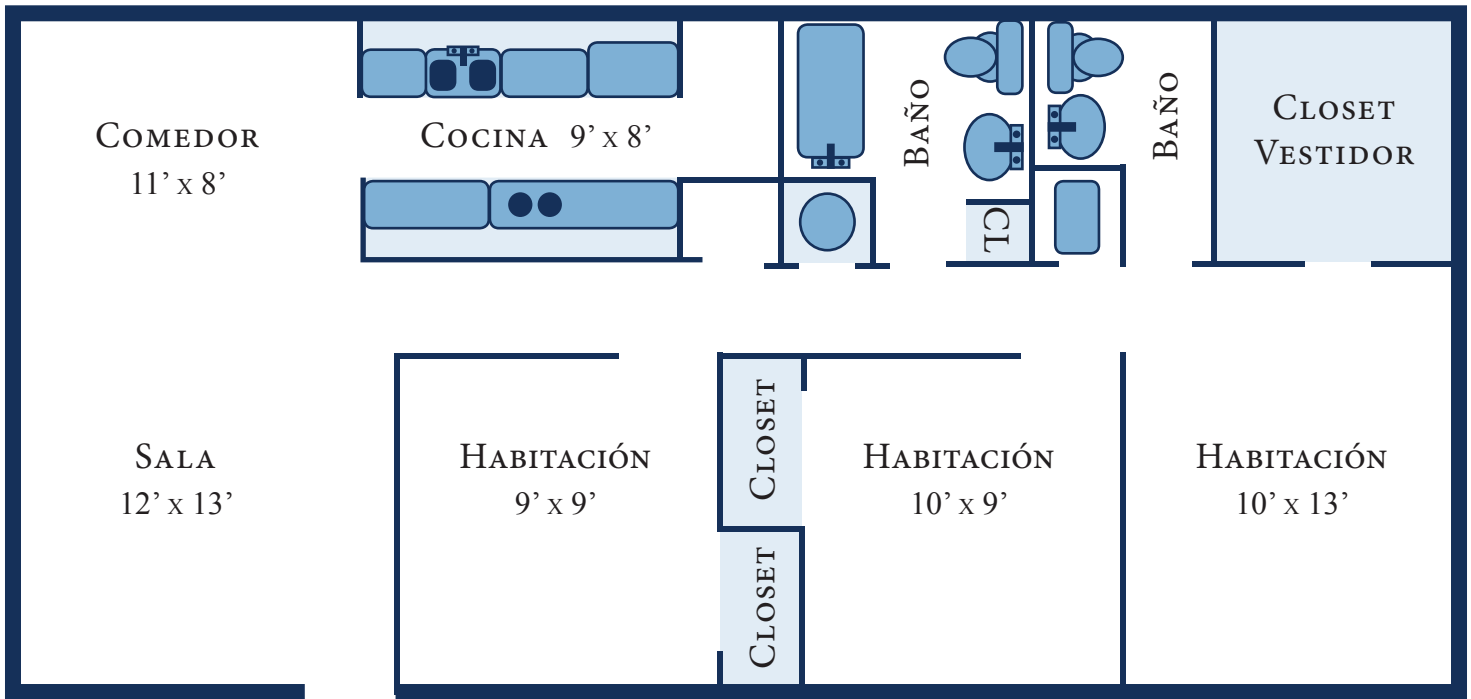 Comedor
11’ x 8’
Cocina 9’ x 8’
Baño
Baño
Closet
Vestidor
CL
Sala
12’ x 13’
Habitación
9’ x 9’
Closet
Closet
Habitación
10’ x 9’
Habitación
10’ x 13’